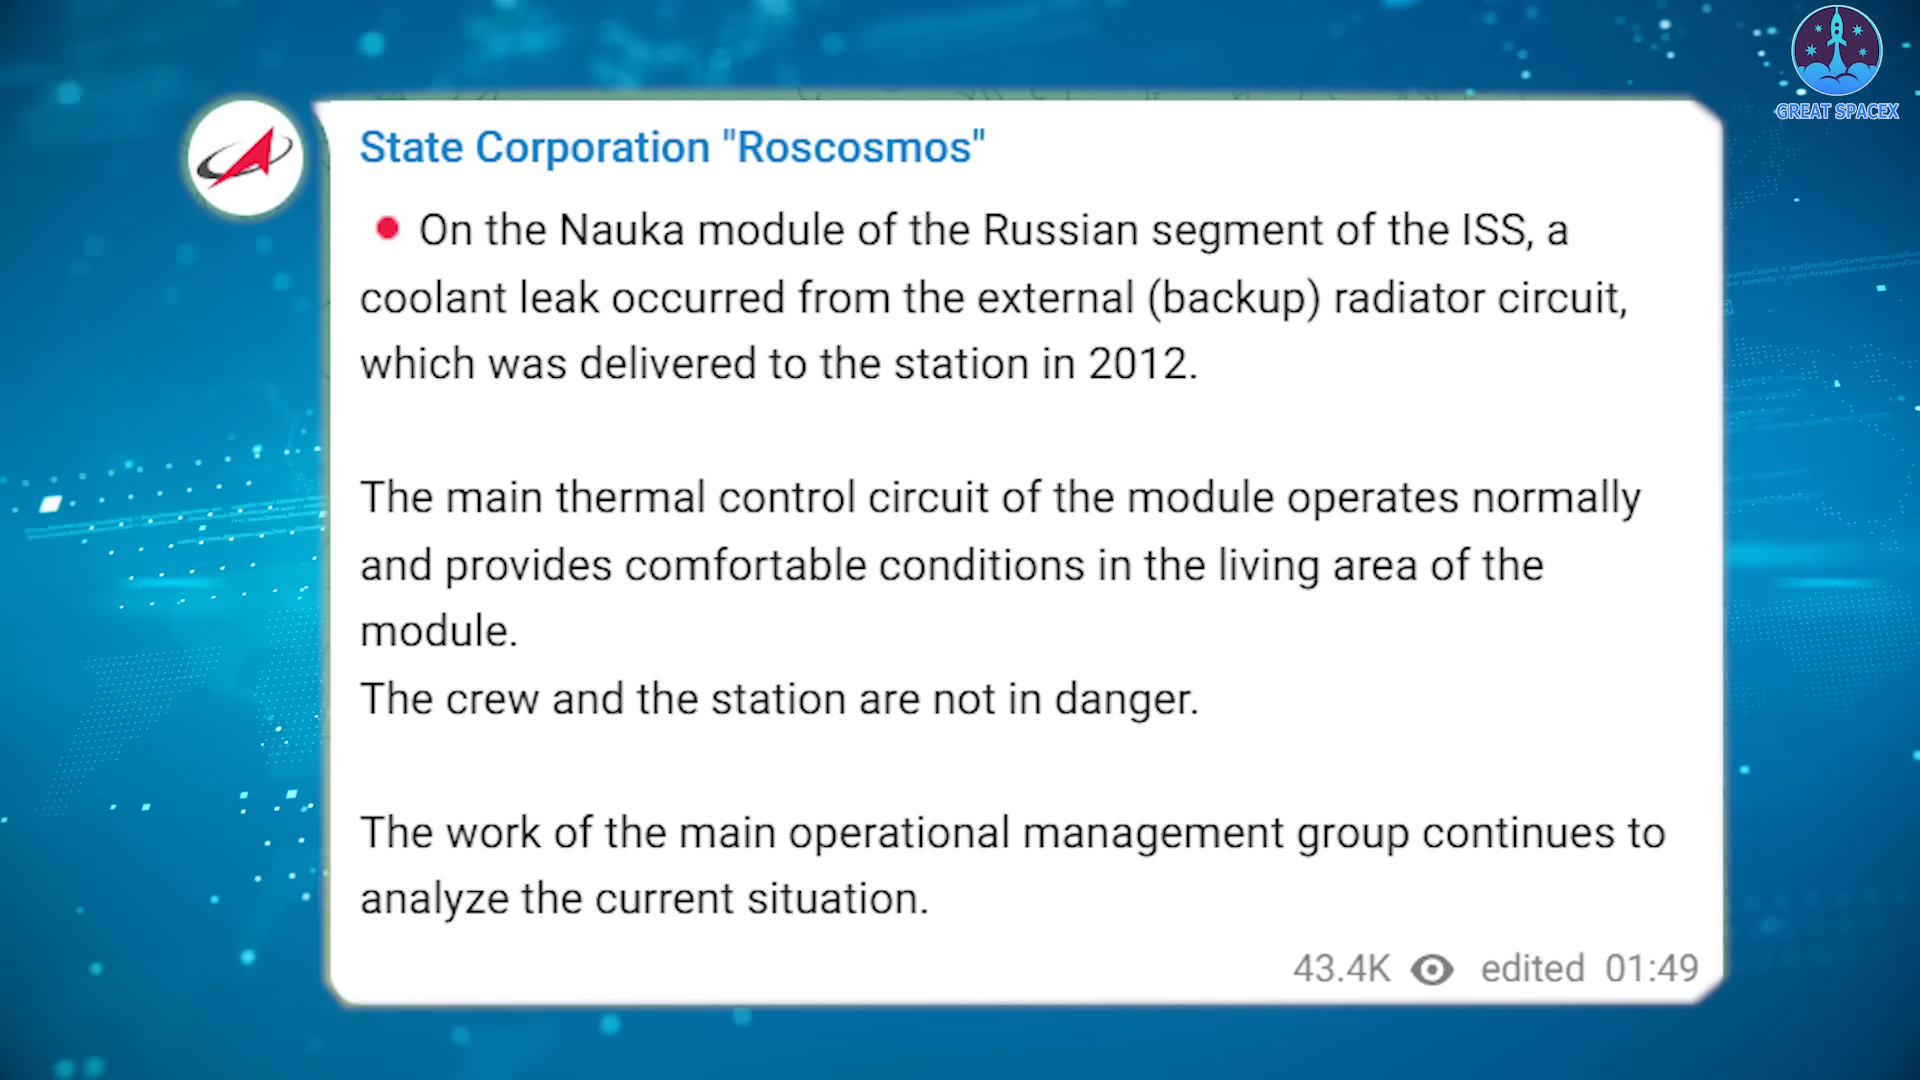 GREAT SPACEX
State Corporation "Roscosmos"
On the Nauka module of the Russian segment of the ISS, a
coolant leak occurred from the external (backup) radiator circuit,
which was delivered to the station in 2012.
The main thermal control circuit of the module operates normally
and provides comfortable conditions in the living area of the
module.
The crew and the station are not in danger.
The work of the main operational management group continues to
analyze the current situation.
43.4K edited 01:49